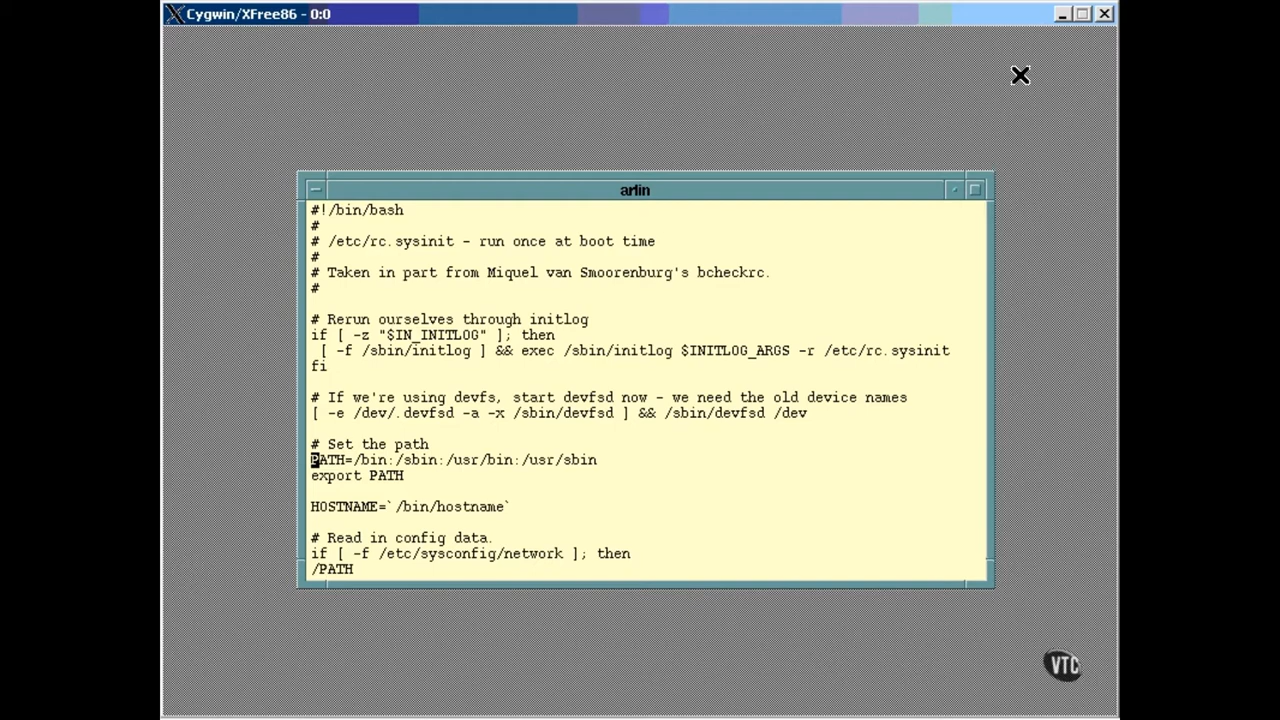 Cygwin/XFree86 - 0:0
arlin
#!/bin/bash
#
# /etc/rc.sysinit - run once at boot time
#
# Taken in part from Miquel van Smoorenburg's bcheckrc.
#
# Rerun ourselves through initlog
if [ -z "$IN_INITLOG" ]; then
 [ -f /sbin/initlog ] && exec /sbin/initlog $INITLOG_ARGS -r /etc/rc.sysinit
fi
# If we're using devfs, start devfsd now - we need the old device names
[ -e /dev/.devfsd -a -x /sbin/devfsd ] && /sbin/devfsd /dev
# Set the path
PATH=/bin:/sbin:/usr/bin:/usr/sbin
export PATH
HOSTNAME=`/bin/hostname`
# Read in config data.
if [ -f /etc/sysconfig/network ]; then
/PATH
VTC